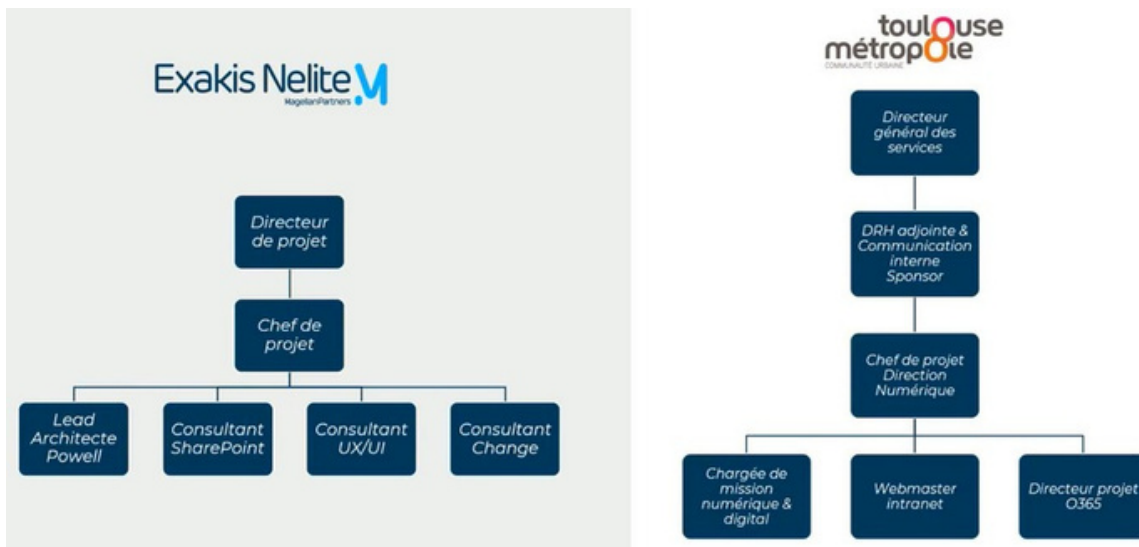 Exakis Nelite
MagellanPartners
Directeur
de projet
Chef de
projet
Lead
Architecte
Powell
Consultant
SharePoint
Consultant
UX/UI
Consultant
Change
toulouse
métropole
COMMUNAUTÉ URBAINE
Directeur
général des
services
DRH adjointe &
Communication
interne
Sponsor
Chef de projet
Direction
Numérique
Chargée de
mission
numérique &
digital
Webmaster
intranet
Directeur projet
O365